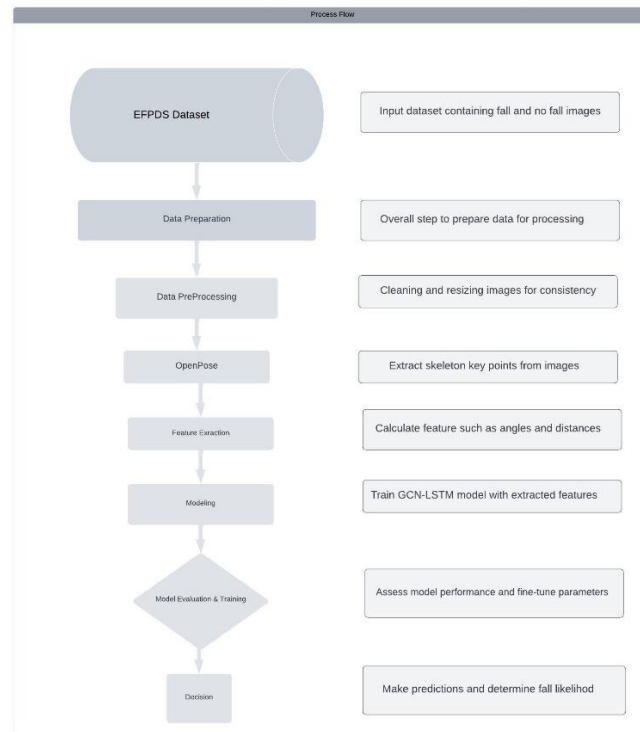 Process Flow
EFPDS Dataset
Input dataset containing fall and no fall images
Data Preparation
Overall step to prepare data for processing
Data PreProcessing
Cleaning and resizing images for consistency
OpenPose
Extract skeleton key points from images
Feature Exraction
Calculate feature such as angles and distances
Modeling
Train GCN-LSTM model with extracted features
Model Evaluation & Training
Assess model performance and fine-tune parameters
Decision
Make predictions and determine fall likelihod